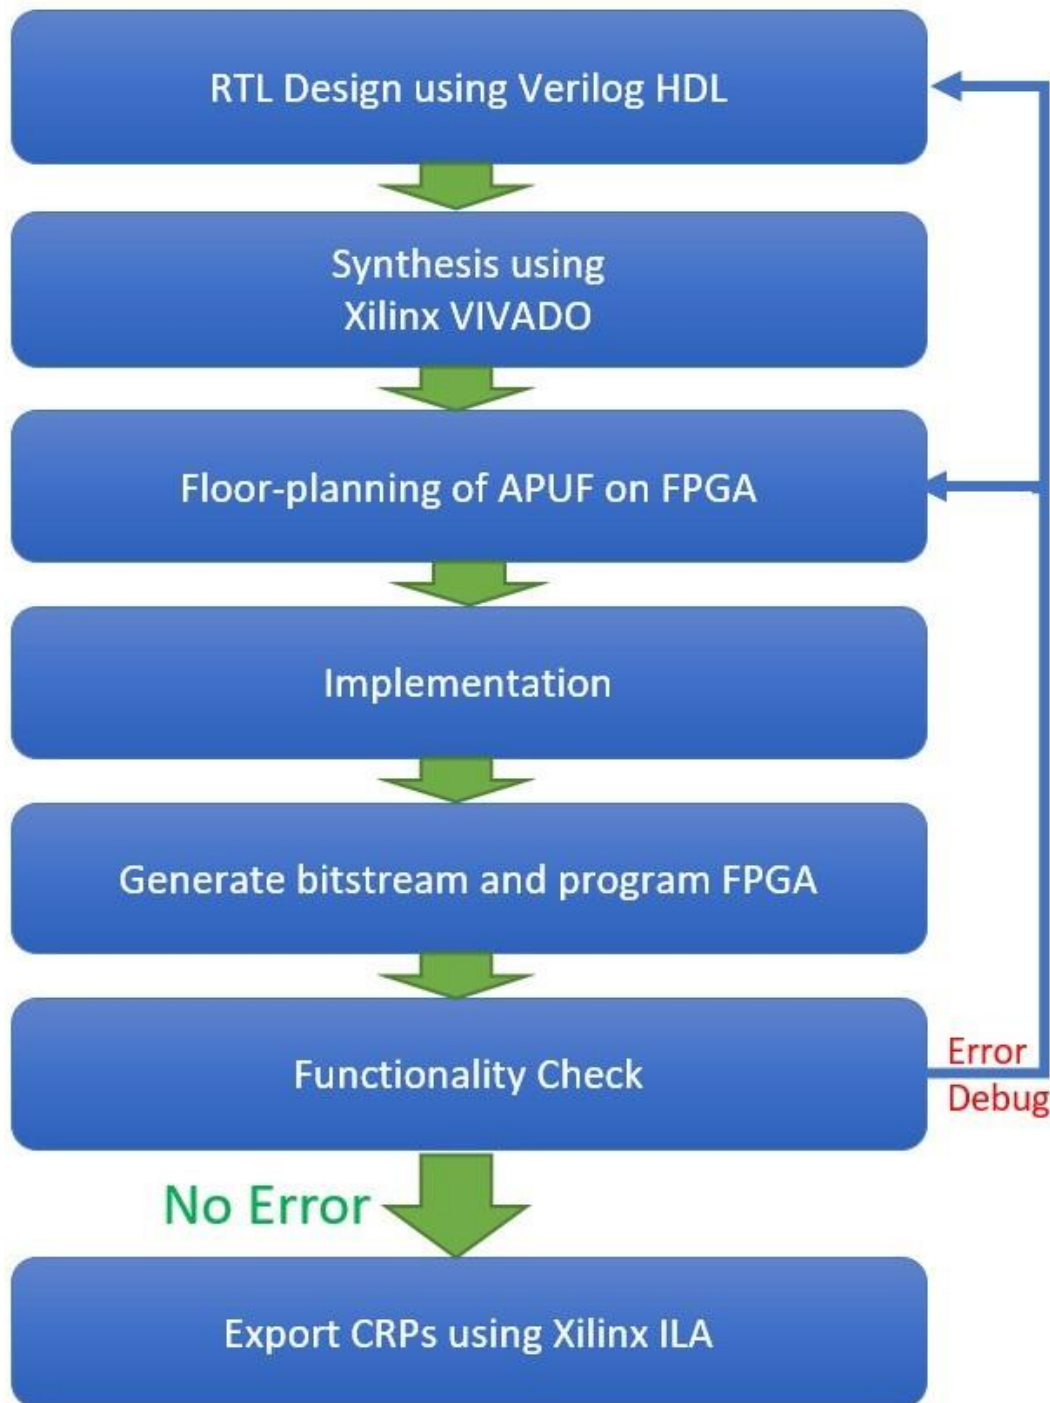 RTL Design using Verilog HDL
Synthesis using
Xilinx VIVADO
Floor-planning of APUF on FPGA
Implementation
Generate bitstream and program FPGA
Functionality Check
Error
Debug
No Error
Export CRPs using Xilinx ILA